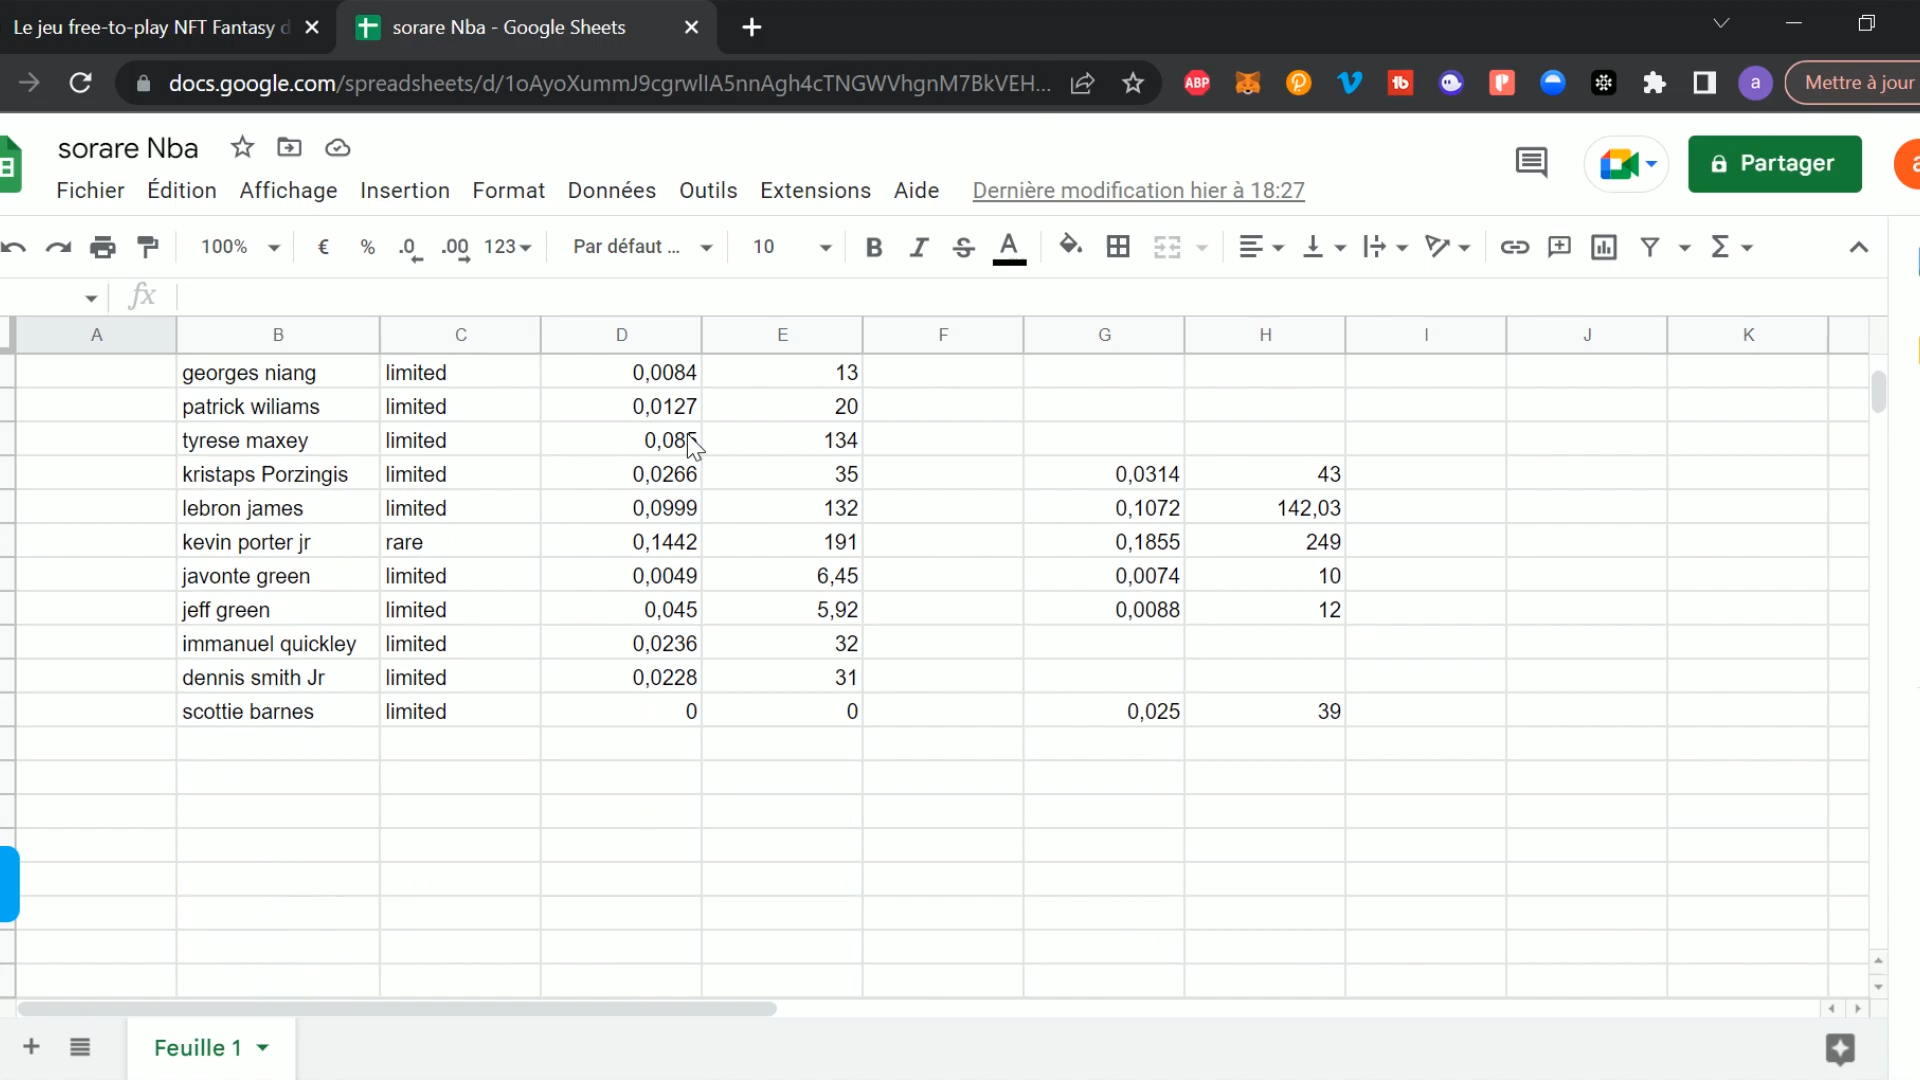 Le jeu free-to-play NFT Fantasy d
sorare Nba - Google Sheets
docs.google.com/spreadsheets/d/1oAyoXummJ9cgrwlIA5nnAgh4cTNGWVhgnM7BkVEH...
ABP
a
Mettre à jour
sorare Nba
Partager
Fichier Édition Affichage Insertion Format Données Outils Extensions Aide Dernière modification hier à 18:27
100% € % .0 .00 123 Par défaut ... 10 B I S A
fx
A B C D E F G H I J K
georges niang limited 0,0084 13
patrick wiliams limited 0,0127 20
tyrese maxey limited 0,085 134
kristaps Porzingis limited 0,0266 35 0,0314 43
lebron james limited 0,0999 132 0,1072 142,03
kevin porter jr rare 0,1442 191 0,1855 249
javonte green limited 0,0049 6,45 0,0074 10
jeff green limited 0,045 5,92 0,0088 12
immanuel quickley limited 0,0236 32
dennis smith Jr limited 0,0228 31
scottie barnes limited 0 0 0,025 39
Feuille 1